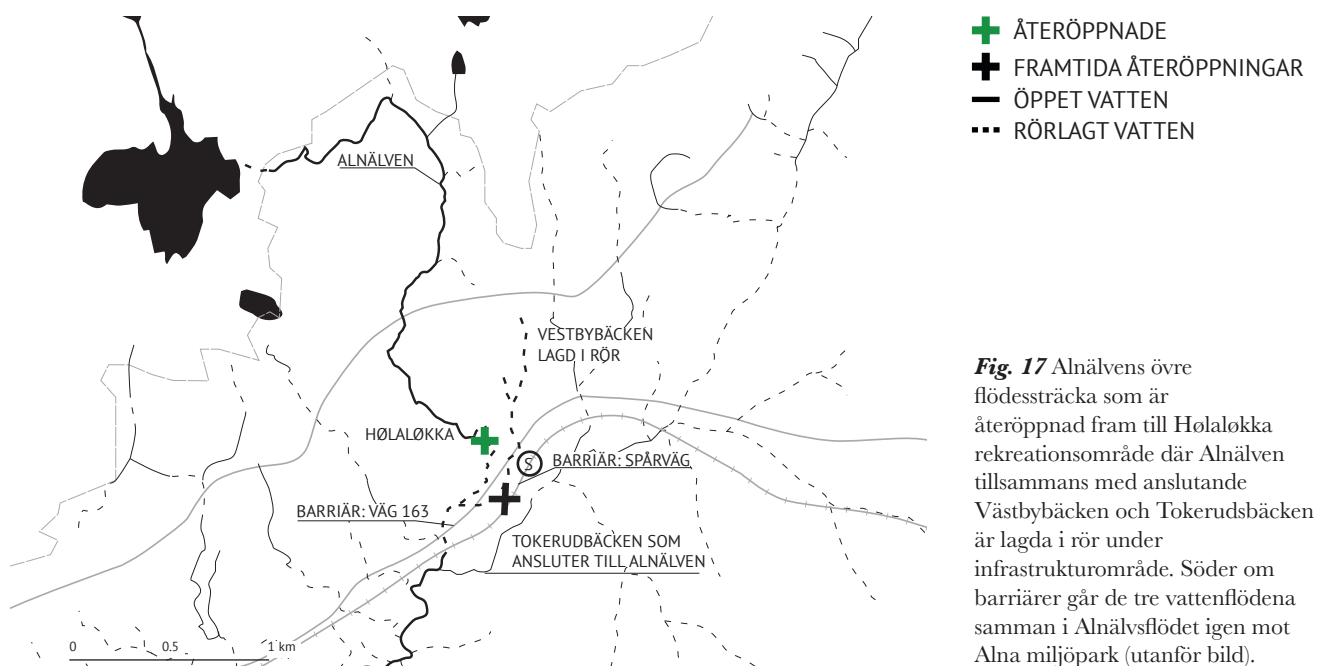 ÅTERÖPPNADE
FRAMTIDA ÅTERÖPPNINGAR
ÖPPET VATTEN
RÖRLAGT VATTEN
ALNÄLVEN
VESTBYBÄCKEN
LAGD I RÖR
HØLALØKKA
S
BARRÎÄR: SPÅRVÄG
BARRIÄR: VÄG 163
TOKERUDBÄCKEN SOM
ANSLUTER TILL ALNÄLVEN
0 0.5 1 km
Fig. 17 Alnälvens övre
flödessträcka som är
återöppnad fram till Hølaløkka
rekreationsområde där Alnälven
tillsammans med anslutande
Västbybäcken och Tokerudsbäcken
är lagda i rör under
infrastrukturområde. Söder om
barriärer går de tre vattenflödena
samman i Alnälvsflödet igen mot
Alna miljöpark (utanför bild).